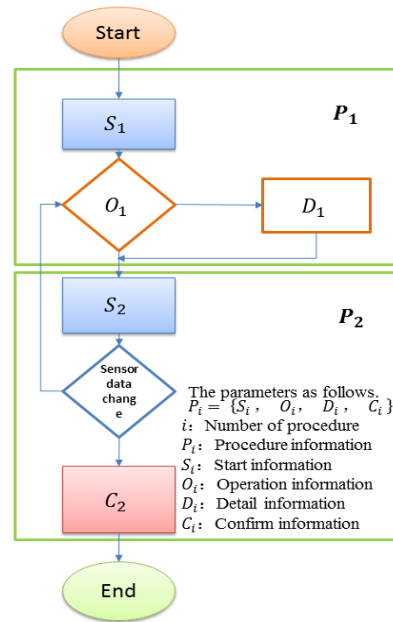 Start
S₁
P₁
O₁
D₁
S₂
P₂
Sensor
data
chang
e
The parameters as follows.
Pᵢ = {Sᵢ, Oᵢ, Dᵢ, Cᵢ}
i: Number of procedure
Pᵢ: Procedure information
Sᵢ: Start information
Oᵢ: Operation information
Dᵢ: Detail information
Cᵢ: Confirm information
C₂
End